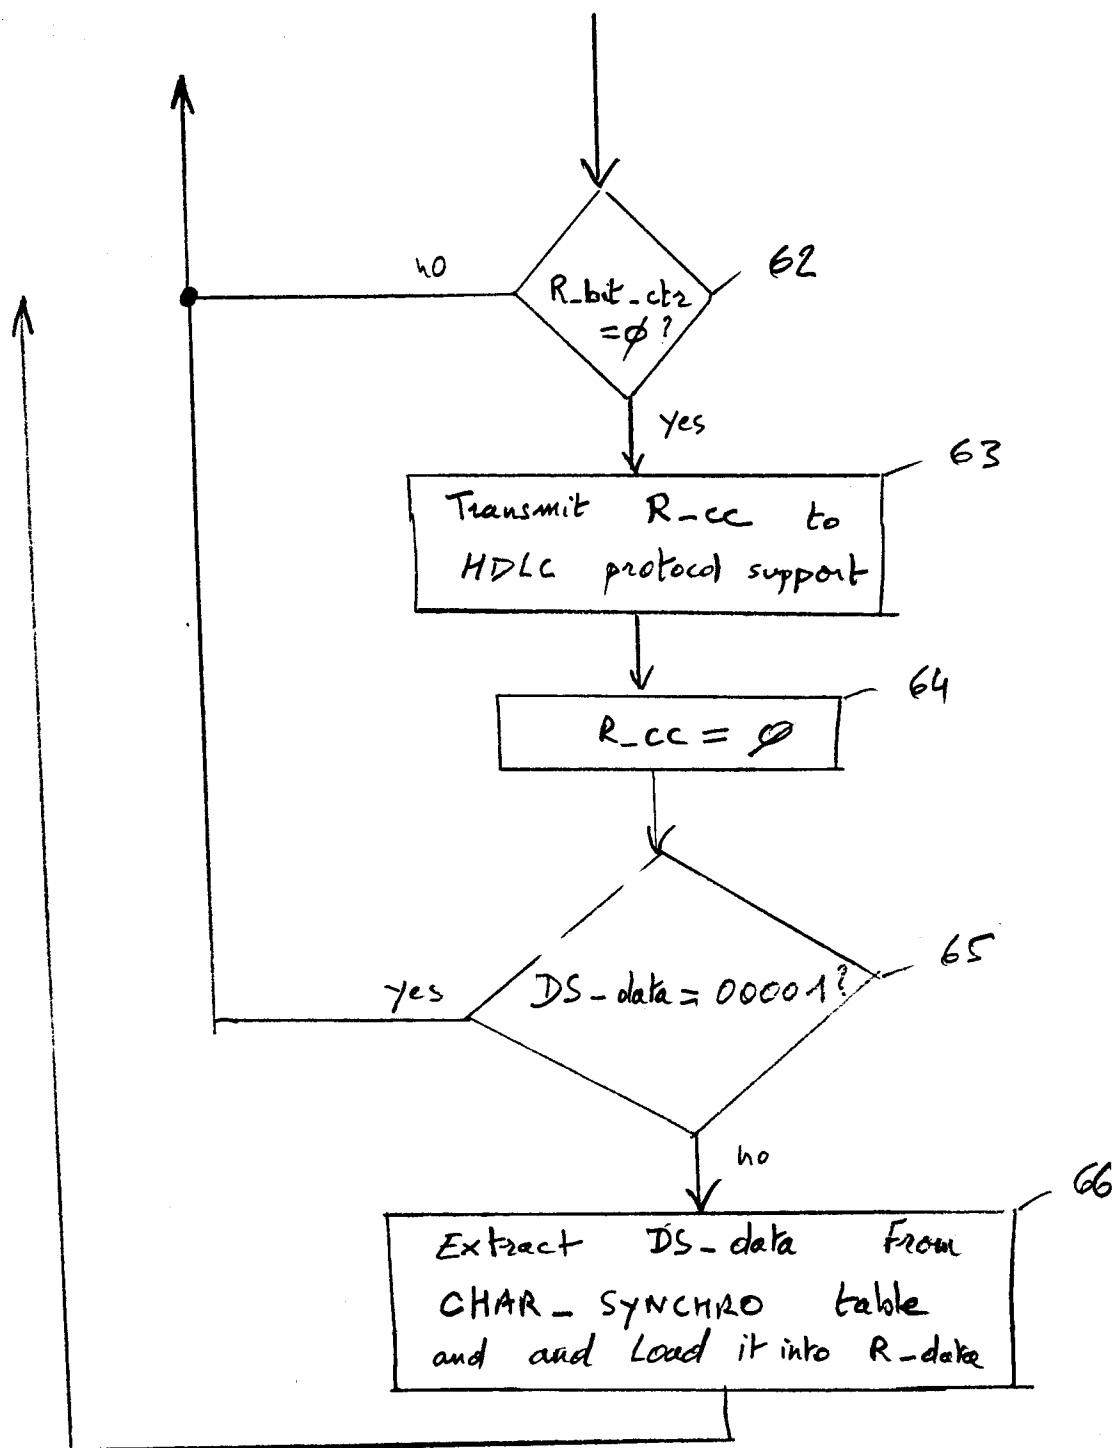 no
62
R_bit_ctr
=ø?
yes
63
Transmit R_cc to
HDLC protocol support
64
R_cc = ø
65
DS_data = 00001?
yes
no
66
Extract DS_data From
CHAR_SYNCHRO table
and and Load it into R_data